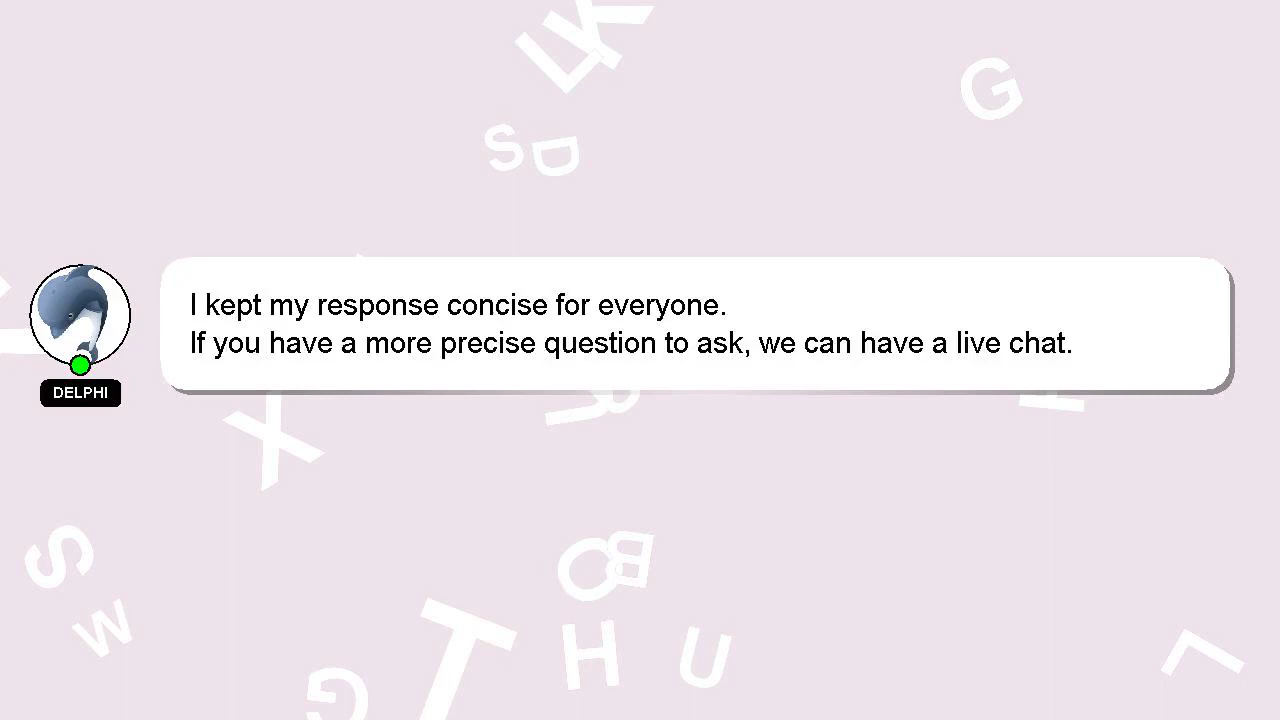 LK
G
S
D
I kept my response concise for everyone.
If you have a more precise question to ask, we can have a live chat.
DELPHI
X
S
W
C
B
T
H
U
G
L